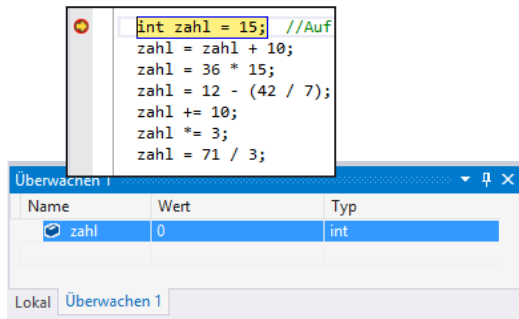 int zahl = 15; //Auf
zahl = zahl + 10;
zahl = 36 * 15;
zahl = 12 - (42 / 7);
zahl += 10;
zahl *= 3;
zahl = 71 / 3;
Überwachen 1
Name Wert Typ
zahl 0 int
Lokal Überwachen 1